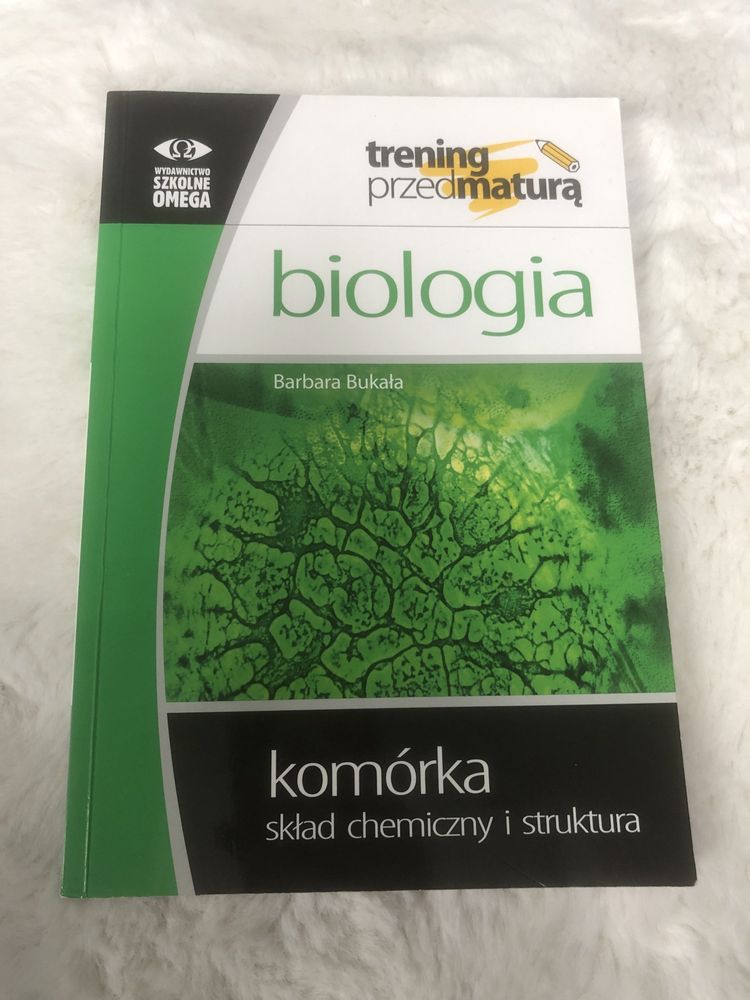 WYDAWNICTWO
SZKOLNE
OMEGA
trening
przedmaturą
biologia
Barbara Bukała
komórka
skład chemiczny i struktura